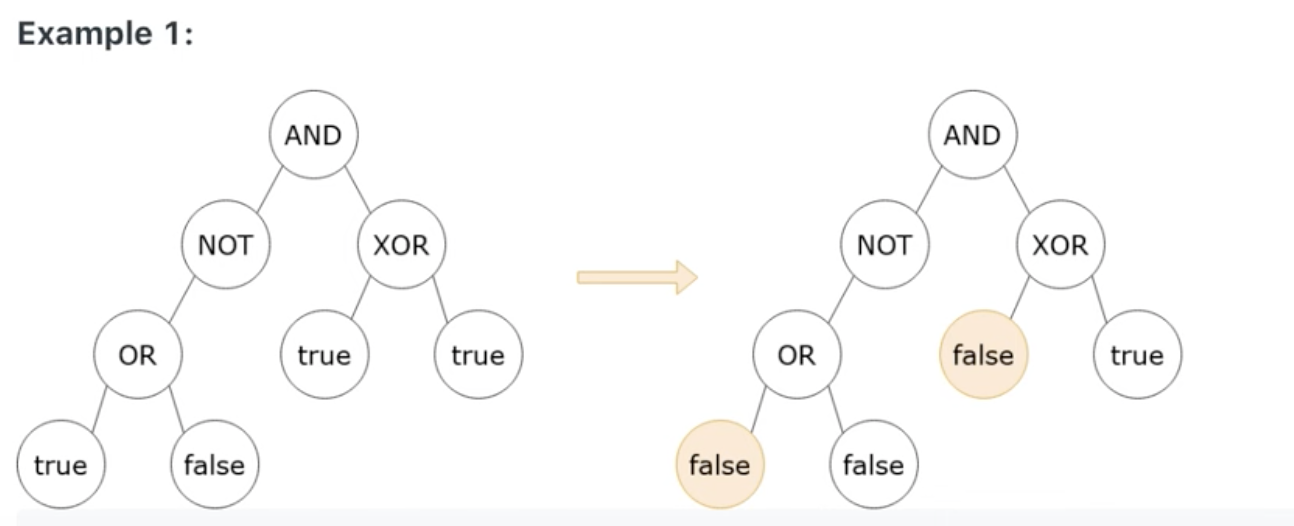 Example 1:
AND AND
NOT XOR NOT XOR
OR true true OR false true
true false false false